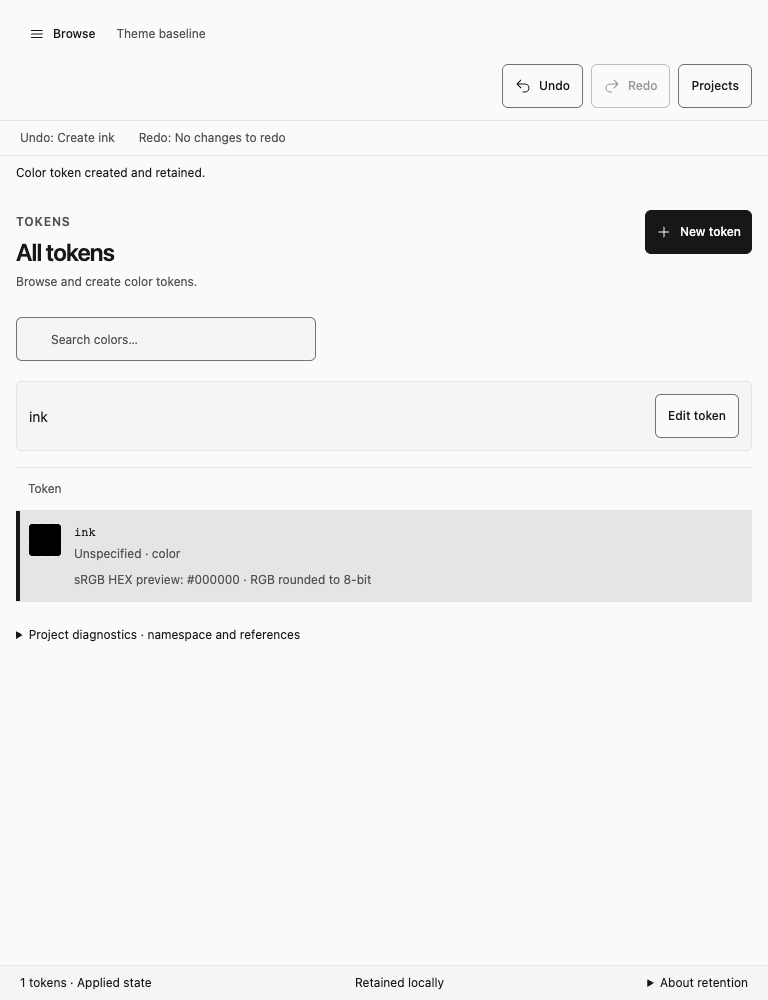 Browse Theme baseline
Undo Redo Projects
Undo: Create ink Redo: No changes to redo
Color token created and retained.
TOKENS
New token
All tokens
Browse and create color tokens.
Search colors...
ink Edit token
Token
ink
Unspecified · color
sRGB HEX preview: #000000 · RGB rounded to 8-bit
Project diagnostics · namespace and references
1 tokens · Applied state Retained locally About retention